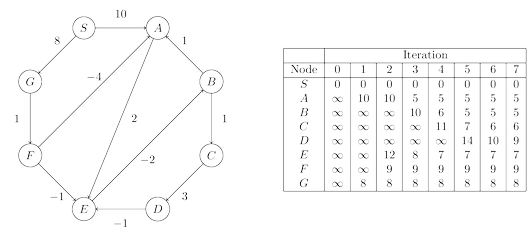 10
S
A
8
1
−4
G
B
1
2
1
F
C
−2
−1
3
E
D
−1
Iteration
Node 0 1 2 3 4 5 6 7
S 0 0 0 0 0 0 0 0
A ∞ 10 10 5 5 5 5 5
B ∞ ∞ ∞ 10 6 5 5 5
C ∞ ∞ ∞ ∞ 11 7 6 6
D ∞ ∞ ∞ ∞ ∞ 14 10 9
E ∞ ∞ 12 8 7 7 7 7
F ∞ ∞ 9 9 9 9 9 9
G ∞ 8 8 8 8 8 8 8